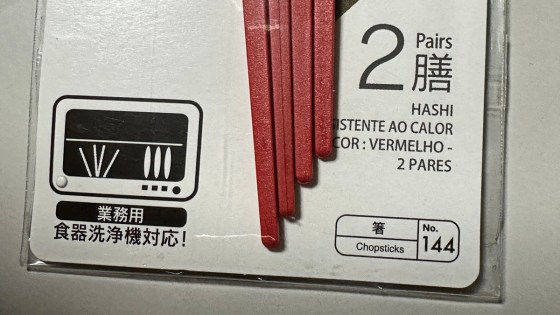 2 Pairs
膳
HASHI
ISTENTE AO CALOR
COR : VERMELHO -
2 PARES
業務用
食器洗浄機対応!
箸
Chopsticks
No.
144